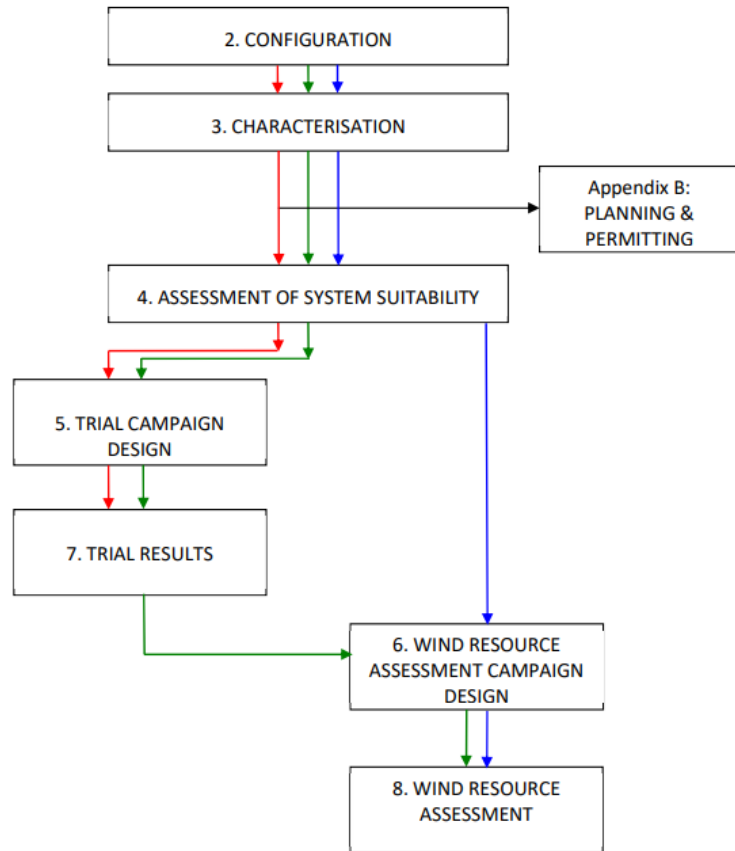 2. CONFIGURATION
3. CHARACTERISATION
Appendix B:
PLANNING &
PERMITTING
4. ASSESSMENT OF SYSTEM SUITABILITY
5. TRIAL CAMPAIGN
DESIGN
7. TRIAL RESULTS
6. WIND RESOURCE
ASSESSMENT CAMPAIGN
DESIGN
8. WIND RESOURCE
ASSESSMENT